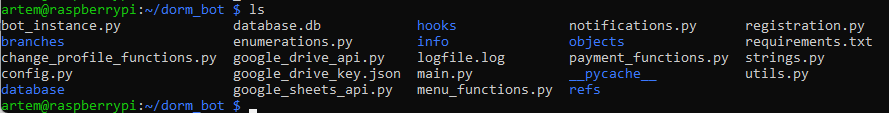 artem@raspberrypi:~/dorm_bot $ ls
bot_instance.py database.db hooks notifications.py registration.py
branches enumerations.py info objects requirements.txt
change_profile_functions.py google_drive_api.py logfile.log payment_functions.py strings.py
config.py google_drive_key.json main.py __pycache__ utils.py
database google_sheets_api.py menu_functions.py refs
artem@raspberrypi:~/dorm_bot $